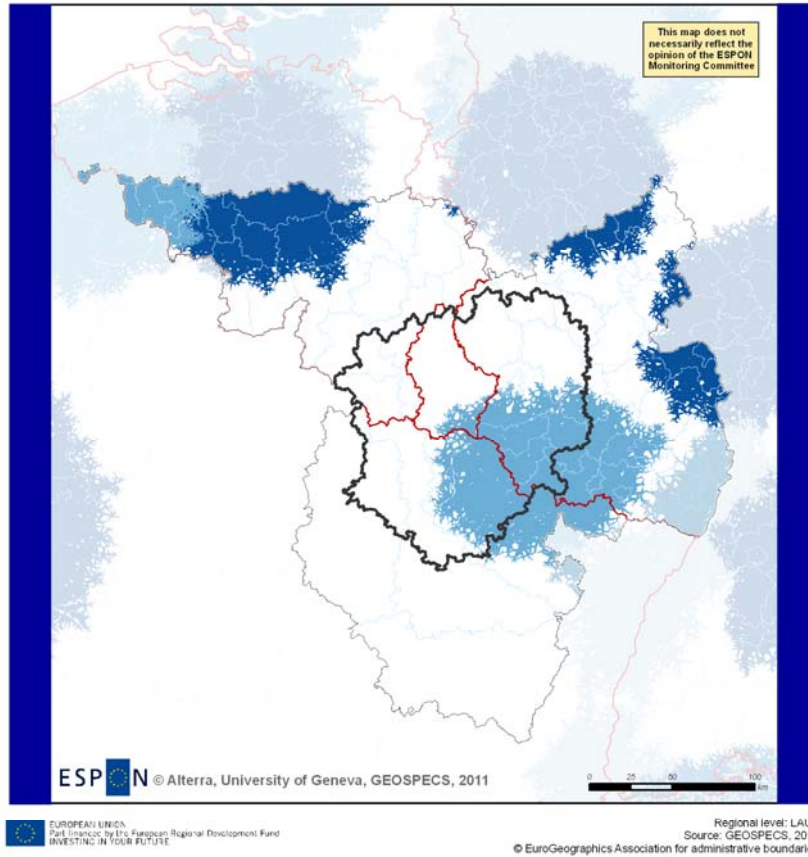 This map does not
necessarily reflect the
opinion of the ESPON
Monitoring Committee
ESPON © Alterra, University of Geneva, GEOSPECS, 2011
0 25 50 100
km
EUROPEAN UNION
Part financed by the European Regional Development Fund
INVESTING IN YOUR FUTURE
Regional level: LAU
Source: GEOSPECS, 20
© EuroGeographics Association for administrative boundarie